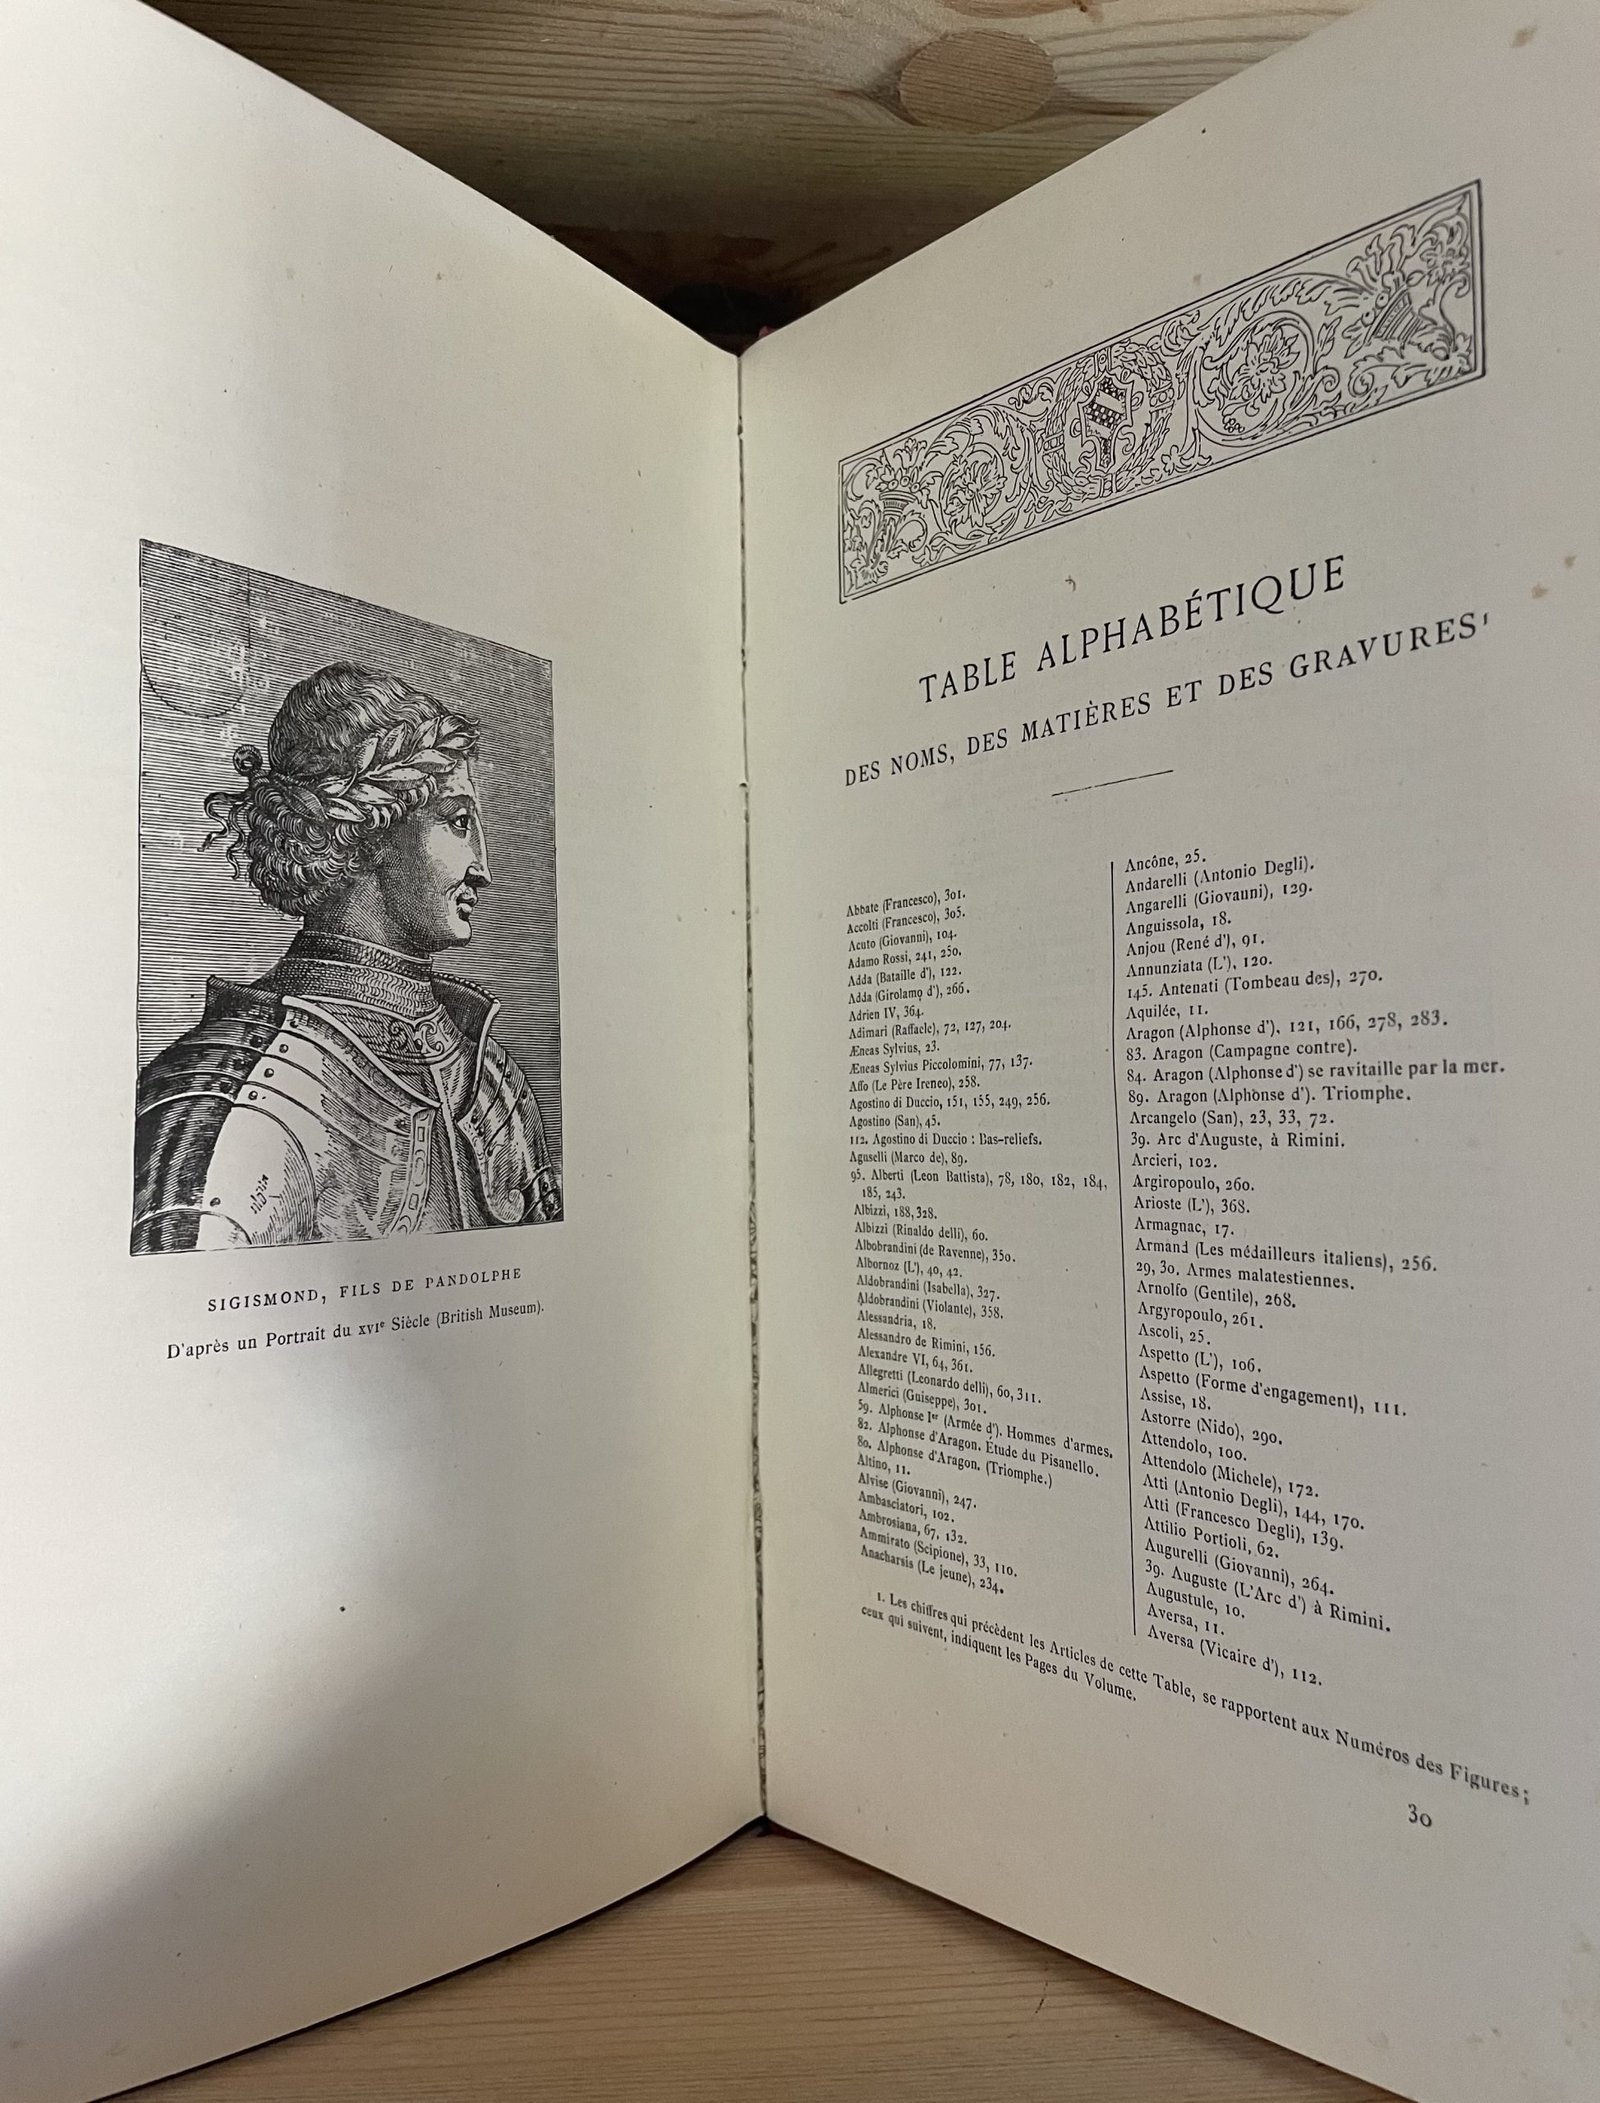 SIGISMOND, FILS DE PANDOLPHE
D'après un Portrait du XVIe Siècle (British Museum).
TABLE ALPHABÉTIQUE
DES NOMS, DES MATIÈRES ET DES GRAVURES¹
Abbate (Francesco), 301.
Accolti (Francesco), 305.
Acuto (Giovanni), 104.
Adamo Rossi, 241, 250.
Adda (Bataille d'), 122.
Adda (Girolamo d'), 266.
Adrien IV, 364.
Adimari (Raffaele), 72, 127, 204.
Æneas Sylvius, 23.
Æneas Sylvius Piccolomini, 77, 137.
Affo (Le Père Ireneo), 258.
Agostino di Duccio, 151, 155, 249, 256.
Agostino (San), 45.
112. Agostino di Duccio : Bas-reliefs.
Aguselli (Marco de), 89.
95. Alberti (Leon Battista), 78, 180, 182, 184,
185, 243.
Albizzi, 188, 328.
Albizzi (Rinaldo delli), 60.
Albobrandini (de Ravenne), 350.
Albornoz (L'), 40, 42.
Aldobrandini (Isabella), 327.
Aldobrandini (Violante), 358.
Alessandria, 18.
Alessandro de Rimini, 156.
Alexandre VI, 64, 361.
Allegretti (Leonardo delli), 60, 311.
Almerici (Guiseppe), 301.
59. Alphonse Ier (Armée d'). Hommes d'armes.
82. Alphonse d'Aragon. Étude du Pisanello.
80. Alphonse d'Aragon. (Triomphe.)
Altino, 11.
Alvise (Giovanni), 247.
Ambasciatori, 102.
Ambrosiana, 67, 132.
Ammirato (Scipione), 33, 110.
Anacharsis (Le jeune), 234.
Ancône, 25.
Andarelli (Antonio Degli).
Angarelli (Giovanni), 129.
Anguissola, 18.
Anjou (René d'), 91.
Annunziata (L'), 120.
145. Antenati (Tombeau des), 270.
Aquilée, 11.
Aragon (Alphonse d'), 121, 166, 278, 283.
83. Aragon (Campagne contre).
84. Aragon (Alphonse d') se ravitaille par la mer.
89. Aragon (Alphonse d'). Triomphe.
Arcangelo (San), 23, 33, 72.
39. Arc d'Auguste, à Rimini.
Arcieri, 102.
Argiropoulo, 260.
Arioste (L'), 368.
Armagnac, 17.
Armand (Les médailleurs italiens), 256.
29, 30. Armes malatestiennes.
Arnolfo (Gentile), 268.
Argyropoulo, 261.
Ascoli, 25.
Aspetto (L'), 106.
Aspetto (Forme d'engagement), 111.
Assise, 18.
Astorre (Nido), 290.
Attendolo, 100.
Attendolo (Michele), 172.
Atti (Antonio Degli), 144, 170.
Atti (Francesco Degli), 139.
Attilio Portioli, 62.
Augurelli (Giovanni), 264.
39. Auguste (L'Arc d') à Rimini.
Augustule, 10.
Aversa, 11.
Aversa (Vicaire d'), 112.
1. Les chiffres qui précèdent les Articles de cette Table, se rapportent aux Numéros des Figures;
ceux qui suivent, indiquent les Pages du Volume.
30